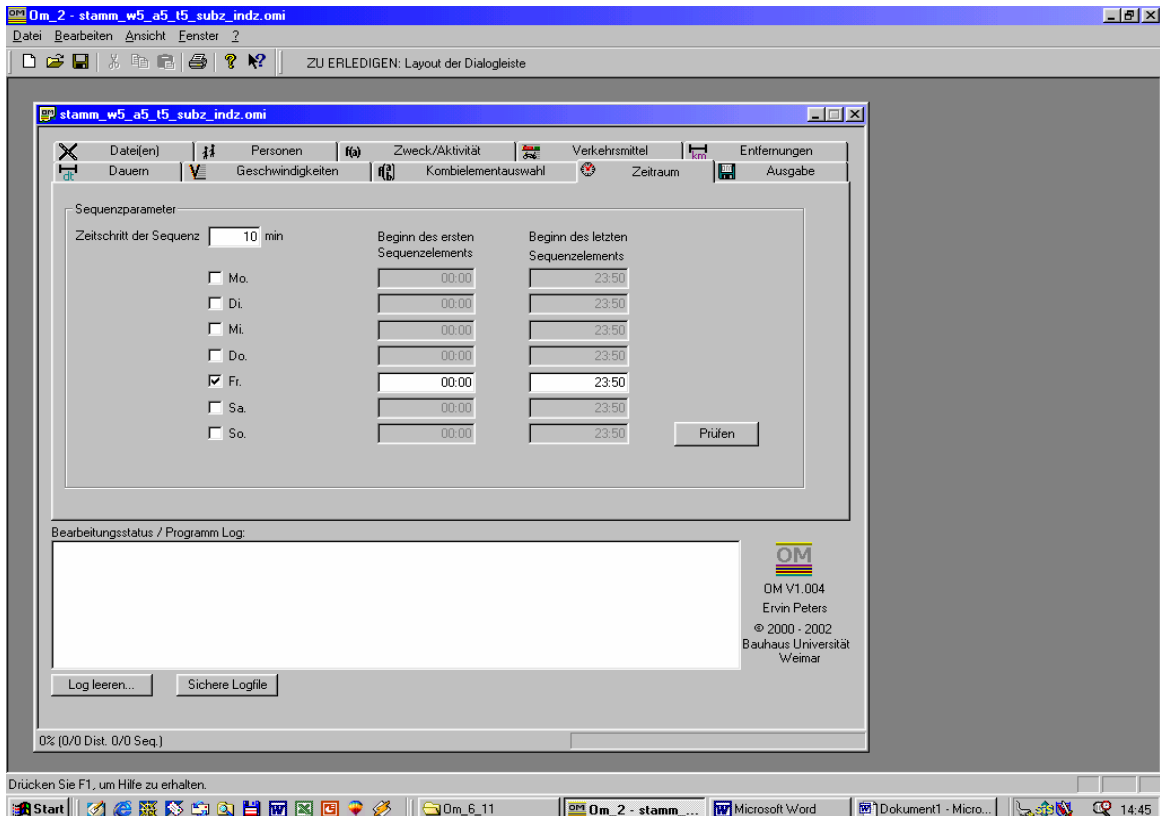 OM Om_2 - stamm_w5_a5_t5_subz_indz.omi
Datei Bearbeiten Ansicht Fenster ?
ZU ERLEDIGEN: Layout der Dialogleiste
OM stamm_w5_a5_t5_subz_indz.omi
Datei(en) Personen f(a) Zweck/Aktivität Verkehrsmittel km Entfernungen
dt Dauern V Geschwindigkeiten f(a b) Kombielementauswahl Zeitraum Ausgabe
Sequenzparameter
Zeitschritt der Sequenz 10 min
Beginn des ersten Sequenzelements
Beginn des letzten Sequenzelements
Mo. 00:00 23:50
Di. 00:00 23:50
Mi. 00:00 23:50
Do. 00:00 23:50
Fr. 00:00 23:50
Sa. 00:00 23:50
So. 00:00 23:50 Prüfen
Bearbeitungsstatus / Programm Log:
OM
OM V1.004
Ervin Peters
© 2000 - 2002
Bauhaus Universität
Weimar
Log leeren... Sichere Logfile
0% (0/0 Dist. 0/0 Seq.)
Drücken Sie F1, um Hilfe zu erhalten.
Start Om_6_11 OM Om_2 - stamm_... Microsoft Word Dokument1 - Micro... 14:45